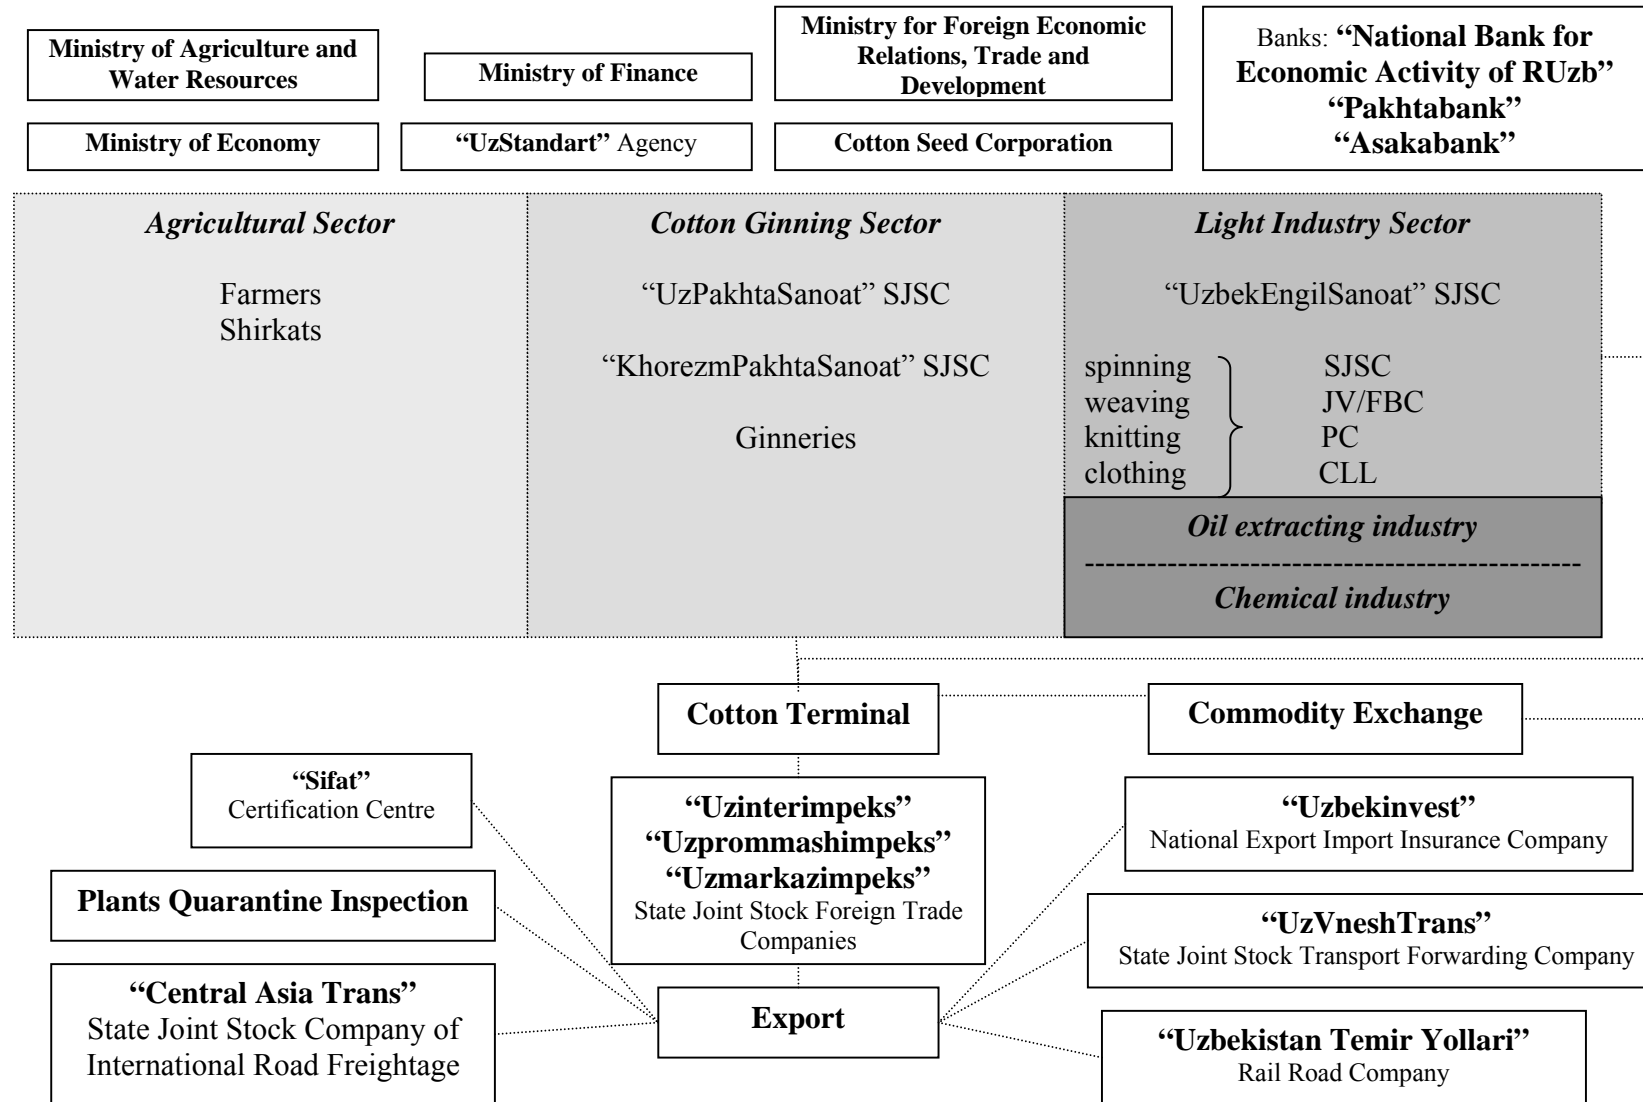 Ministry of Agriculture and
Water Resources
Ministry of Finance
Ministry for Foreign Economic
Relations, Trade and
Development
Banks: “National Bank for
Economic Activity of RUzb”
“Pakhtabank”
“Asakabank”
Ministry of Economy
“UzStandart” Agency
Cotton Seed Corporation
Agricultural Sector
Farmers
Shirkats
Cotton Ginning Sector
“UzPakhtaSanoat” SJSC
“KhorezmPakhtaSanoat” SJSC
Ginneries
Light Industry Sector
“UzbekEngilSanoat” SJSC
spinning SJSC
weaving JV/FBC
knitting PC
clothing CLL
Oil extracting industry
Chemical industry
Cotton Terminal
Commodity Exchange
“Sifat”
Certification Centre
Plants Quarantine Inspection
“Central Asia Trans”
State Joint Stock Company of
International Road Freightage
“Uzinterimpeks”
“Uzprommashimpeks”
“Uzmarkazimpeks”
State Joint Stock Foreign Trade
Companies
Export
“Uzbekinvest”
National Export Import Insurance Company
“UzVneshTrans”
State Joint Stock Transport Forwarding Company
“Uzbekistan Temir Yollari”
Rail Road Company